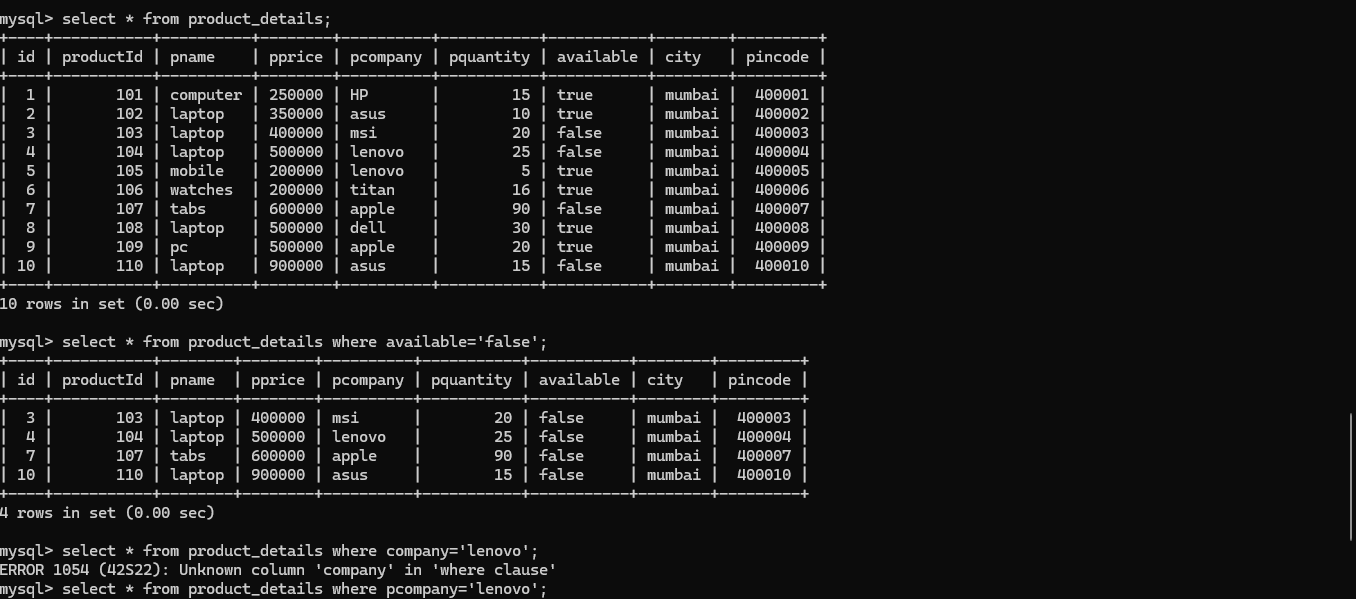 mysql> select * from product_details;
+----+-----------+----------+--------+----------+-----------+-----------+--------+---------+
| id | productId | pname    | pprice | pcompany | pquantity | available | city   | pincode |
+----+-----------+----------+--------+----------+-----------+-----------+--------+---------+
|  1 |       101 | computer | 250000 | HP       |        15 | true      | mumbai |  400001 |
|  2 |       102 | laptop   | 350000 | asus     |        10 | true      | mumbai |  400002 |
|  3 |       103 | laptop   | 400000 | msi      |        20 | false     | mumbai |  400003 |
|  4 |       104 | laptop   | 500000 | lenovo   |        25 | false     | mumbai |  400004 |
|  5 |       105 | mobile   | 200000 | lenovo   |         5 | true      | mumbai |  400005 |
|  6 |       106 | watches  | 200000 | titan    |        16 | true      | mumbai |  400006 |
|  7 |       107 | tabs     | 600000 | apple    |        90 | false     | mumbai |  400007 |
|  8 |       108 | laptop   | 500000 | dell     |        30 | true      | mumbai |  400008 |
|  9 |       109 | pc       | 500000 | apple    |        20 | true      | mumbai |  400009 |
| 10 |       110 | laptop   | 900000 | asus     |        15 | false     | mumbai |  400010 |
+----+-----------+----------+--------+----------+-----------+-----------+--------+---------+
10 rows in set (0.00 sec)
mysql> select * from product_details where available='false';
+----+-----------+--------+--------+----------+-----------+-----------+--------+---------+
| id | productId | pname  | pprice | pcompany | pquantity | available | city   | pincode |
+----+-----------+--------+--------+----------+-----------+-----------+--------+---------+
|  3 |       103 | laptop | 400000 | msi      |        20 | false     | mumbai |  400003 |
|  4 |       104 | laptop | 500000 | lenovo   |        25 | false     | mumbai |  400004 |
|  7 |       107 | tabs   | 600000 | apple    |        90 | false     | mumbai |  400007 |
| 10 |       110 | laptop | 900000 | asus     |        15 | false     | mumbai |  400010 |
+----+-----------+--------+--------+----------+-----------+-----------+--------+---------+
4 rows in set (0.00 sec)
mysql> select * from product_details where company='lenovo';
ERROR 1054 (42S22): Unknown column 'company' in 'where clause'
mysql> select * from product_details where pcompany='lenovo';